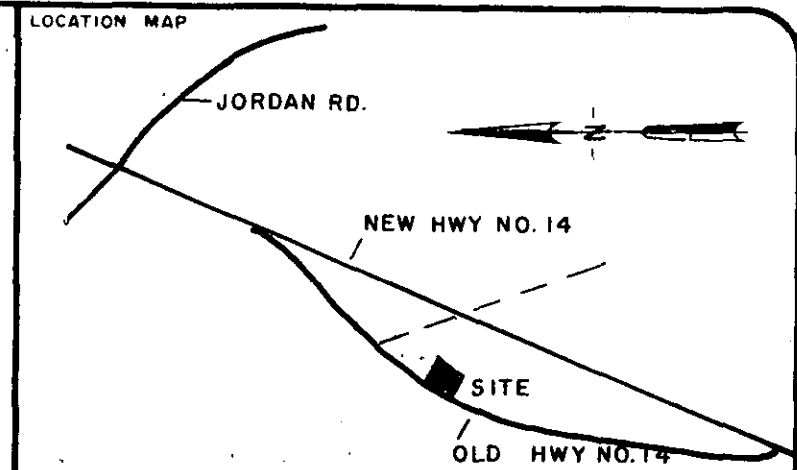 LOCATION MAP
JORDAN RD.
N
NEW HWY NO. 14
SITE
OLD HWY NO. 14